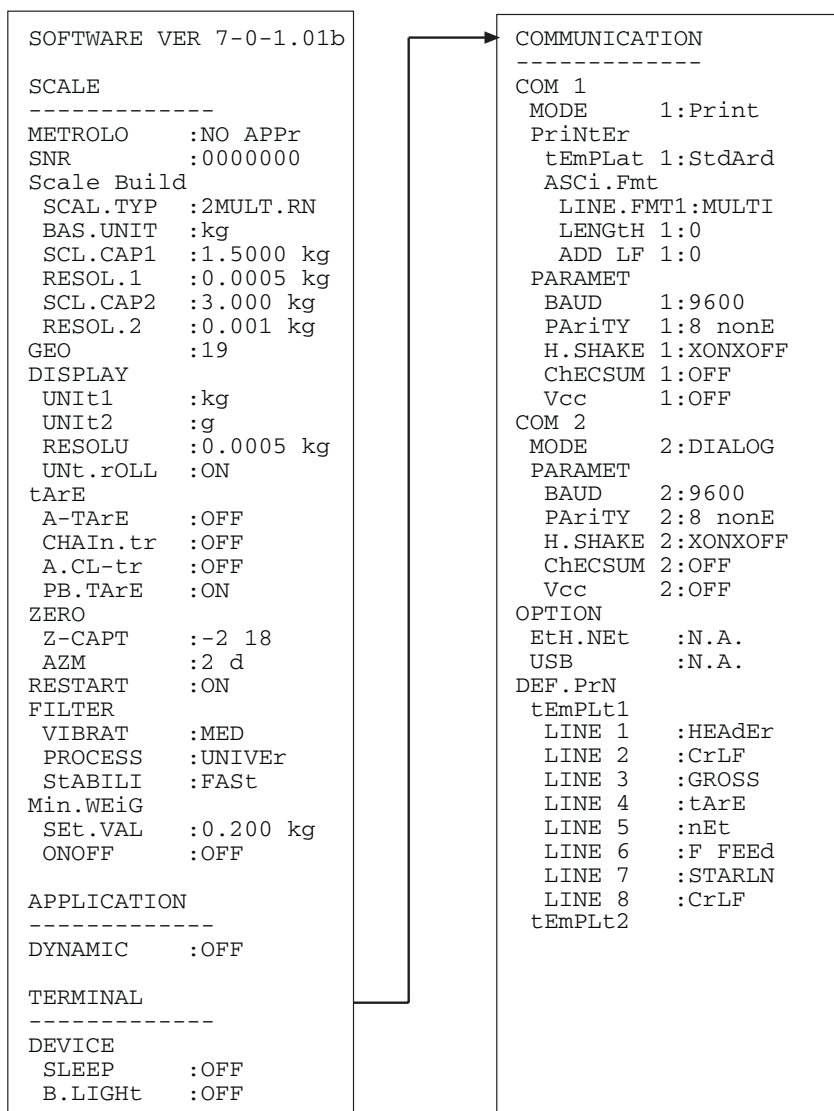 SOFTWARE VER 7-0-1.01b
SCALE
-------------
METROLO :NO APPr
SNR :0000000
Scale Build
SCAL.TYP :2MULT.RN
BAS.UNIT :kg
SCL.CAP1 :1.5000 kg
RESOL.1 :0.0005 kg
SCL.CAP2 :3.000 kg
RESOL.2 :0.001 kg
GEO :19
DISPLAY
UNIt1 :kg
UNIt2 :g
RESOLU :0.0005 kg
UNt.rOLL :ON
tArE
A-TArE :OFF
CHAIn.tr :OFF
A.CL-tr :OFF
PB.TArE :ON
ZERO
Z-CAPT :-2 18
AZM :2 d
RESTART :ON
FILTER
VIBRAT :MED
PROCESS :UNIVEr
StABILI :FASt
Min.WEiG
SEt.VAL :0.200 kg
ONOFF :OFF
APPLICATION
-------------
DYNAMIC :OFF
TERMINAL
-------------
DEVICE
SLEEP :OFF
B.LIGHt :OFF
COMMUNICATION
-------------
COM 1
MODE 1:Print
PriNtEr
tEmPLat 1:StdArd
ASCi.Fmt
LINE.FMT1:MULTI
LENGtH 1:0
ADD LF 1:0
PARAMET
BAUD 1:9600
PAriTY 1:8 nonE
H.SHAKE 1:XONXOFF
ChECSUM 1:OFF
Vcc 1:OFF
COM 2
MODE 2:DIALOG
PARAMET
BAUD 2:9600
PAriTY 2:8 nonE
H.SHAKE 2:XONXOFF
ChECSUM 2:OFF
Vcc 2:OFF
OPTION
EtH.NEt :N.A.
USB :N.A.
DEF.PrN
tEmPLt1
LINE 1 :HEAdEr
LINE 2 :CrLF
LINE 3 :GROSS
LINE 4 :tArE
LINE 5 :nEt
LINE 6 :F FEEd
LINE 7 :STARLN
LINE 8 :CrLF
tEmPLt2